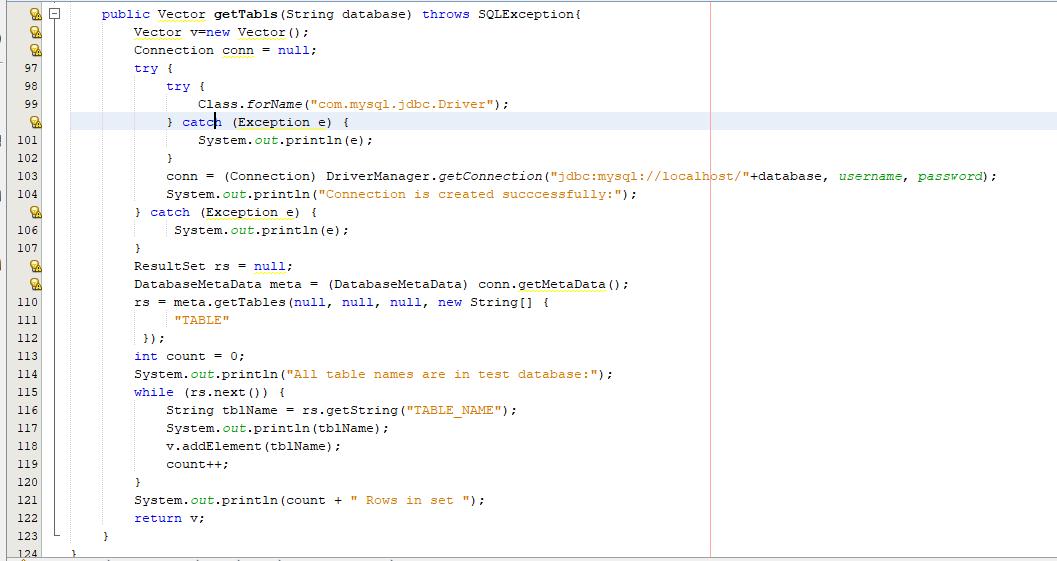 public Vector getTabls(String database) throws SQLException{
Vector v=new Vector();
Connection conn = null;
97 try {
98 try {
99 Class.forName("com.mysql.jdbc.Driver");
} catch (Exception e) {
101 System.out.println(e);
102 }
103 conn = (Connection) DriverManager.getConnection("jdbc:mysql://localhost/"+database, username, password);
104 System.out.println("Connection is created succcessfully:");
} catch (Exception e) {
106 System.out.println(e);
107 }
ResultSet rs = null;
DatabaseMetaData meta = (DatabaseMetaData) conn.getMetaData();
110 rs = meta.getTables(null, null, null, new String[] {
111 "TABLE"
112 });
113 int count = 0;
114 System.out.println("All table names are in test database:");
115 while (rs.next()) {
116 String tblName = rs.getString("TABLE_NAME");
117 System.out.println(tblName);
118 v.addElement(tblName);
119 count++;
120 }
121 System.out.println(count + " Rows in set ");
122 return v;
123 }
124 }